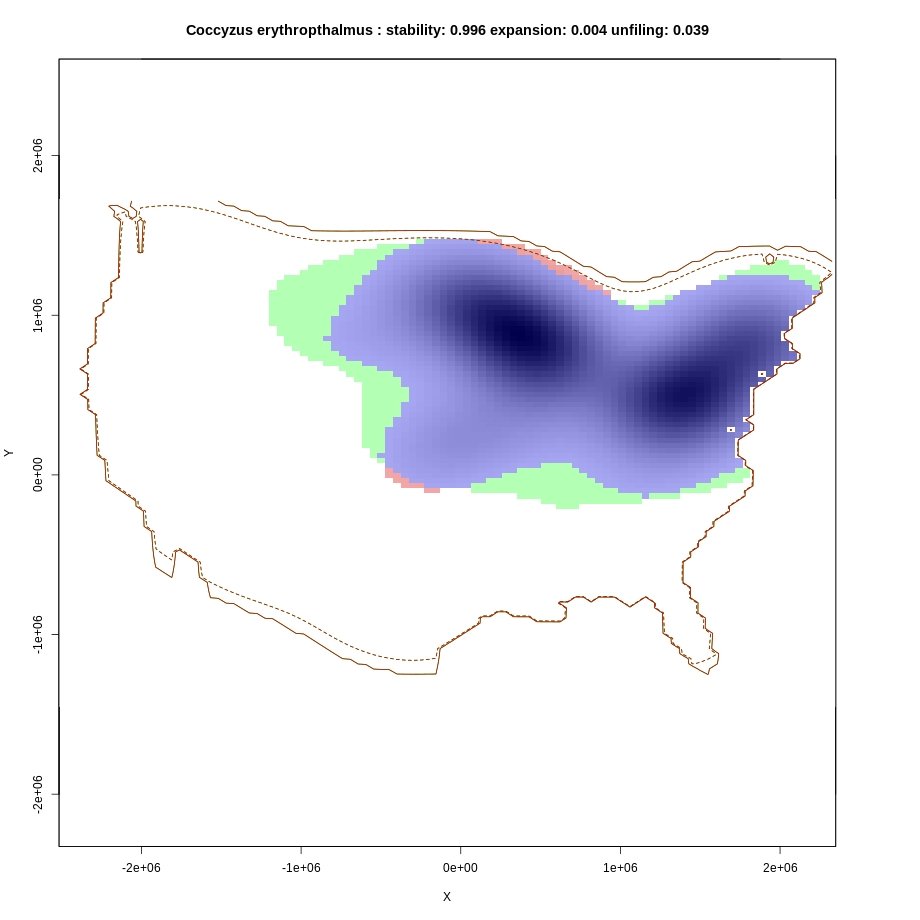 Coccyzus erythropthalmus : stability: 0.996 expansion: 0.004 unfiling: 0.039
2e+06
1e+06
0e+00
-1e+06
-2e+06
Y
-2e+06 -1e+06 0e+00 1e+06 2e+06
X